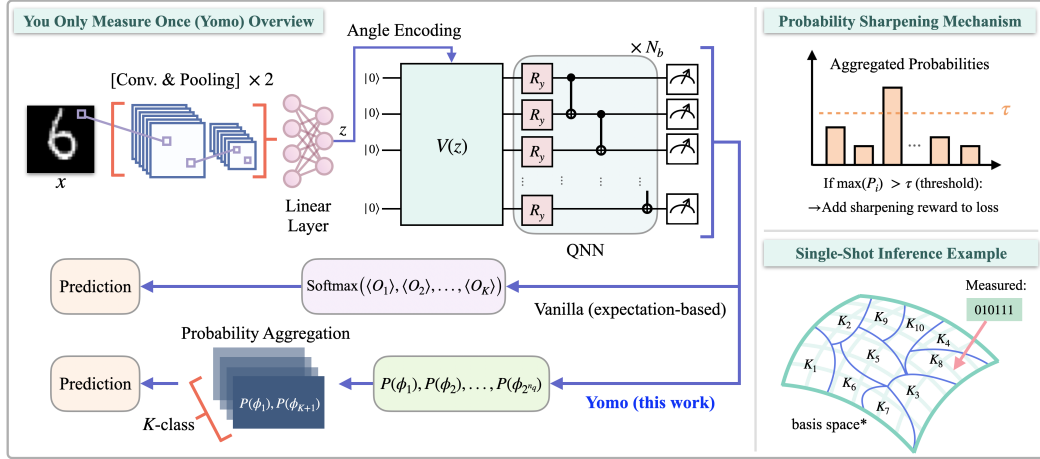 You Only Measure Once (Yomo) Overview
Angle Encoding
× N_b
[Conv. & Pooling] × 2
|0⟩
R_y
|0⟩
R_y
z
|0⟩
V(z)
R_y
x
⋮ ⋮ ⋮ ⋮
|0⟩
R_y
Linear
Layer
QNN
Prediction
Softmax(⟨O_1⟩, ⟨O_2⟩, . . . , ⟨O_K⟩)
Vanilla (expectation-based)
Probability Aggregation
Prediction
P(ϕ_1), P(ϕ_{K+1})
P(ϕ_1), P(ϕ_2), . . . , P(ϕ_{2^{n_q}})
Yomo (this work)
K-class
Probability Sharpening Mechanism
Aggregated Probabilities
τ
...
If max(P_i) > τ (threshold):
→Add sharpening reward to loss
Single-Shot Inference Example
Measured:
010111
K_2
K_9
K_10
K_4
K_1
K_5
K_8
K_6
K_3
K_7
basis space*